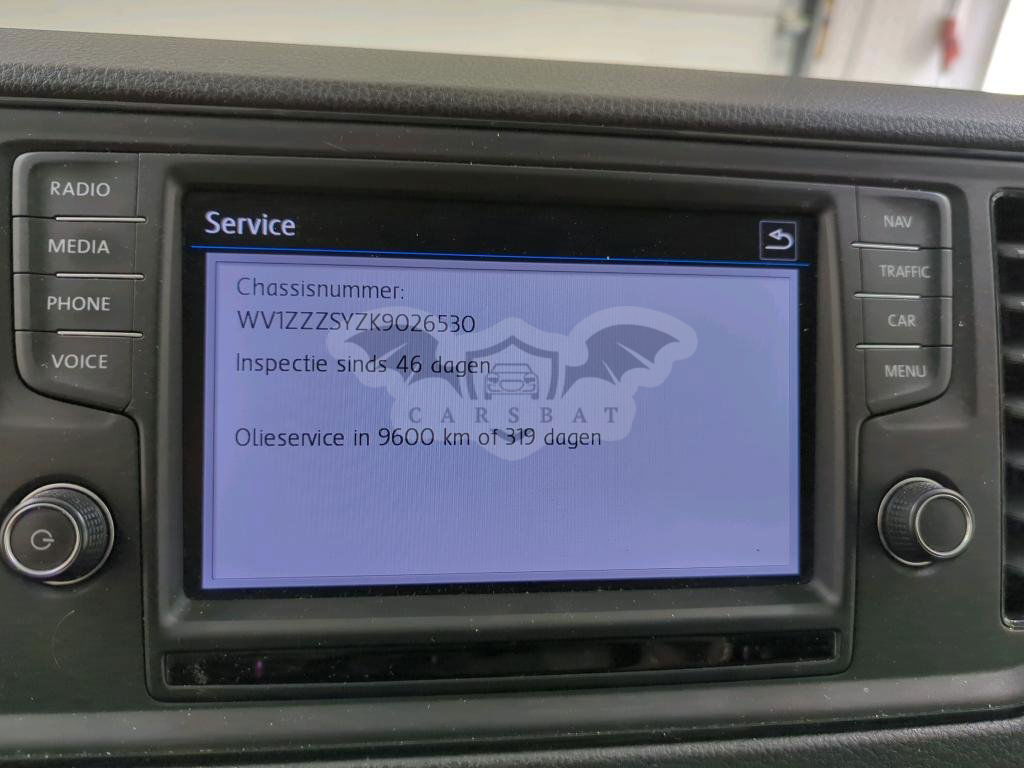 RADIO
MEDIA
PHONE
VOICE
Service
Chassisnummer:
WV1ZZZSYZK9026530
Inspectie sinds 46 dagen
CARSBAT
Olieservice in 9600 km of 319 dagen
NAV
TRAFFIC
CAR
MENU